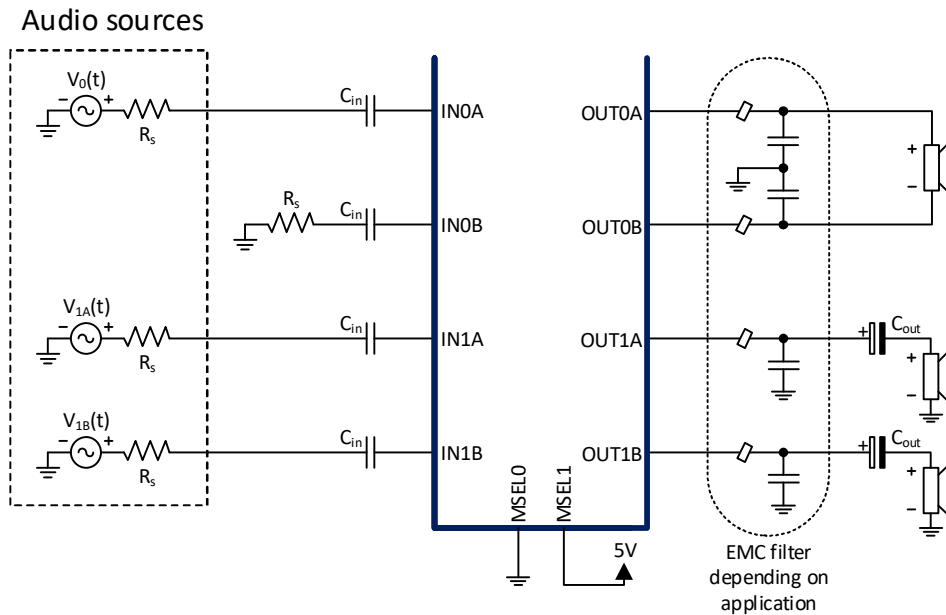 Audio sources
V₀(t)
Rₛ
Cᵢₙ
IN0A
Rₛ
Cᵢₙ
IN0B
V₁A(t)
Rₛ
Cᵢₙ
IN1A
V₁B(t)
Rₛ
Cᵢₙ
IN1B
MSEL0
MSEL1
5V
OUT0A
OUT0B
OUT1A
OUT1B
Cout
Cout
- +
- +
- +
+
-
+
+
-
+
+
-
EMC filter
depending on
application